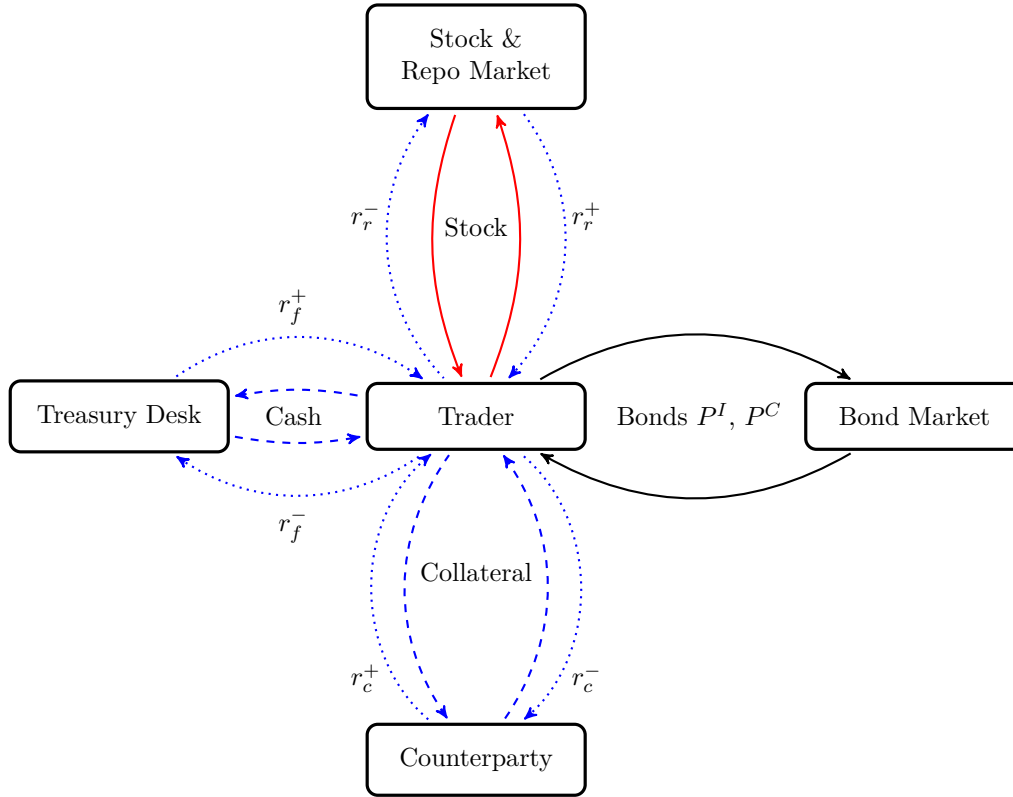 Stock &
Repo Market
r_r^-
Stock
r_r^+
r_f^+
Treasury Desk
Cash
Trader
Bonds P^I, P^C
Bond Market
r_f^-
Collateral
r_c^+
r_c^-
Counterparty